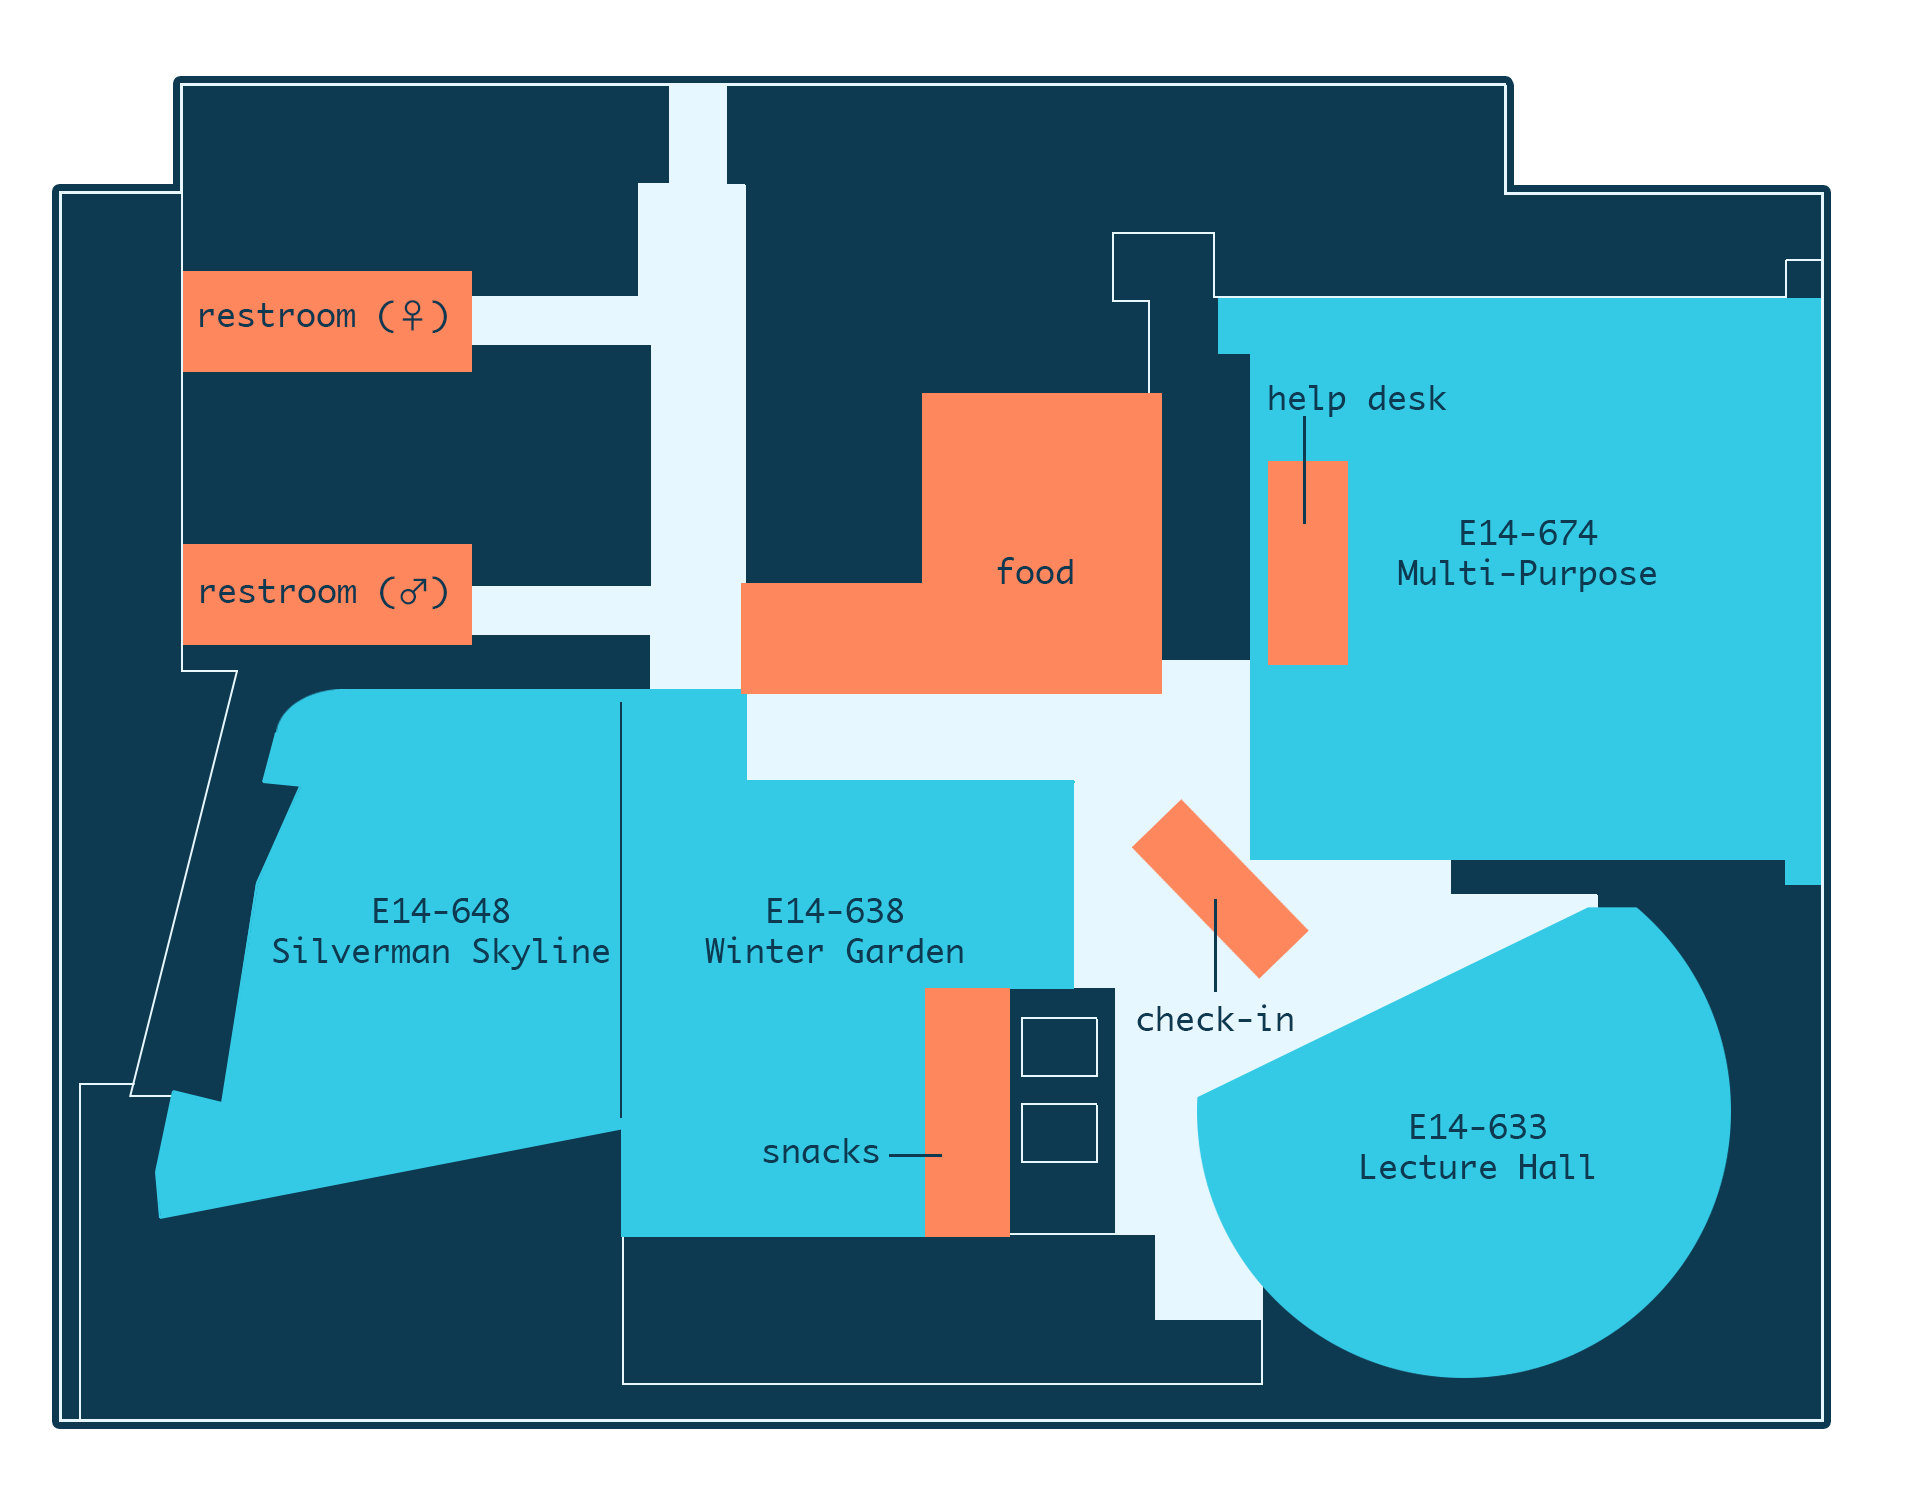 restroom (♀)
help desk
E14-674
Multi-Purpose
food
restroom (♂)
E14-648
Silverman Skyline
E14-638
Winter Garden
check-in
snacks
E14-633
Lecture Hall